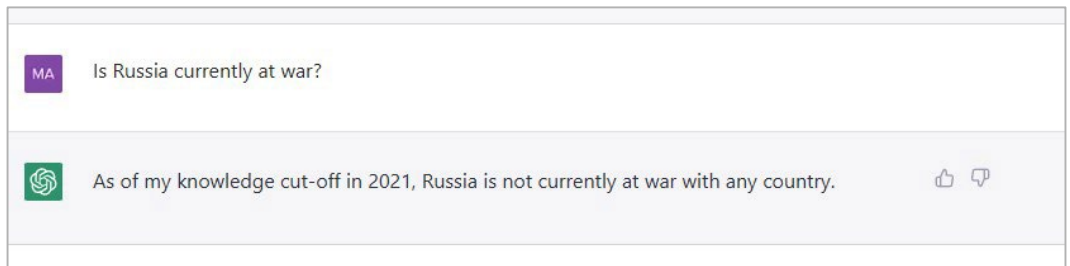 MA
Is Russia currently at war?
As of my knowledge cut-off in 2021, Russia is not currently at war with any country.